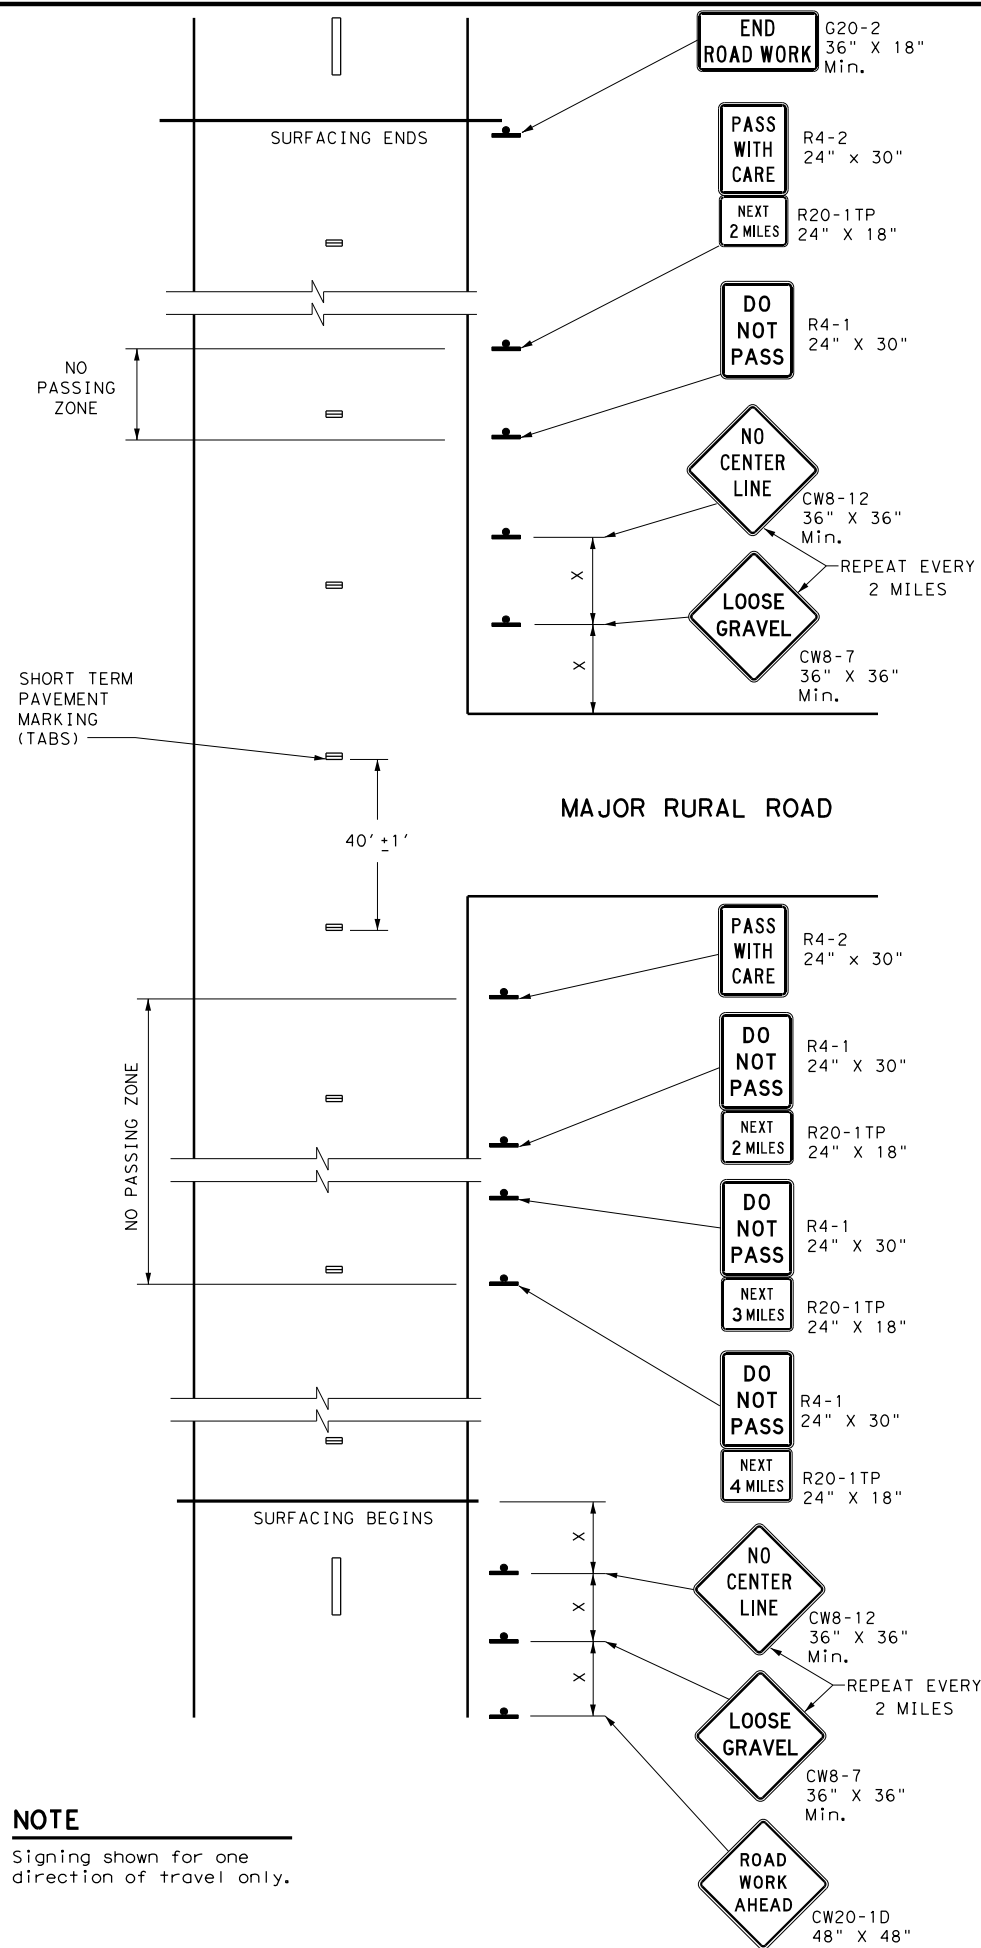 END
ROAD WORK
G20-2
36" X 18"
Min.
SURFACING ENDS
PASS
WITH
CARE
R4-2
24" x 30"
NEXT
2 MILES
R20-1TP
24" X 18"
DO
NOT
PASS
R4-1
24" X 30"
NO
PASSING
ZONE
NO
CENTER
LINE
CW8-12
36" X 36"
Min.
REPEAT EVERY
2 MILES
X
LOOSE
GRAVEL
CW8-7
36" X 36"
Min.
X
SHORT TERM
PAVEMENT
MARKING
(TABS)
40' ±1'
MAJOR RURAL ROAD
PASS
WITH
CARE
R4-2
24" x 30"
DO
NOT
PASS
R4-1
24" X 30"
NEXT
2 MILES
R20-1TP
24" X 18"
NO PASSING ZONE
DO
NOT
PASS
R4-1
24" X 30"
NEXT
3 MILES
R20-1TP
24" X 18"
DO
NOT
PASS
R4-1
24" X 30"
NEXT
4 MILES
R20-1TP
24" X 18"
SURFACING BEGINS
X
NO
CENTER
LINE
CW8-12
36" X 36"
Min.
X
REPEAT EVERY
2 MILES
X
LOOSE
GRAVEL
CW8-7
36" X 36"
Min.
NOTE
Signing shown for one
direction of travel only.
ROAD
WORK
AHEAD
CW20-1D
48" X 48"